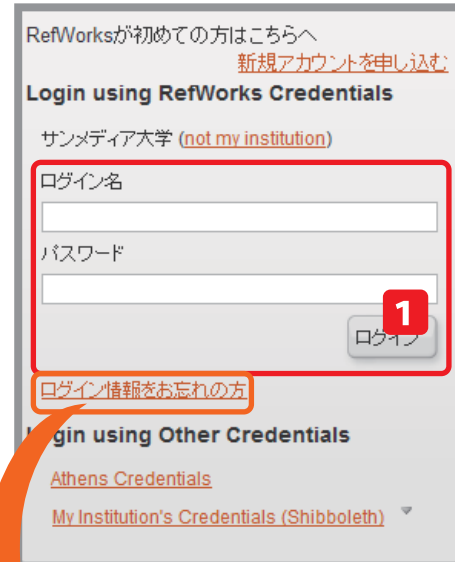 RefWorksが初めての方はこちらへ
新規アカウントを申し込む
Login using RefWorks Credentials
サンメディア大学 (not my institution)
ログイン名
パスワード
1
ログイン
ログイン情報をお忘れの方
Login using Other Credentials
Athens Credentials
My Institution's Credentials (Shibboleth)